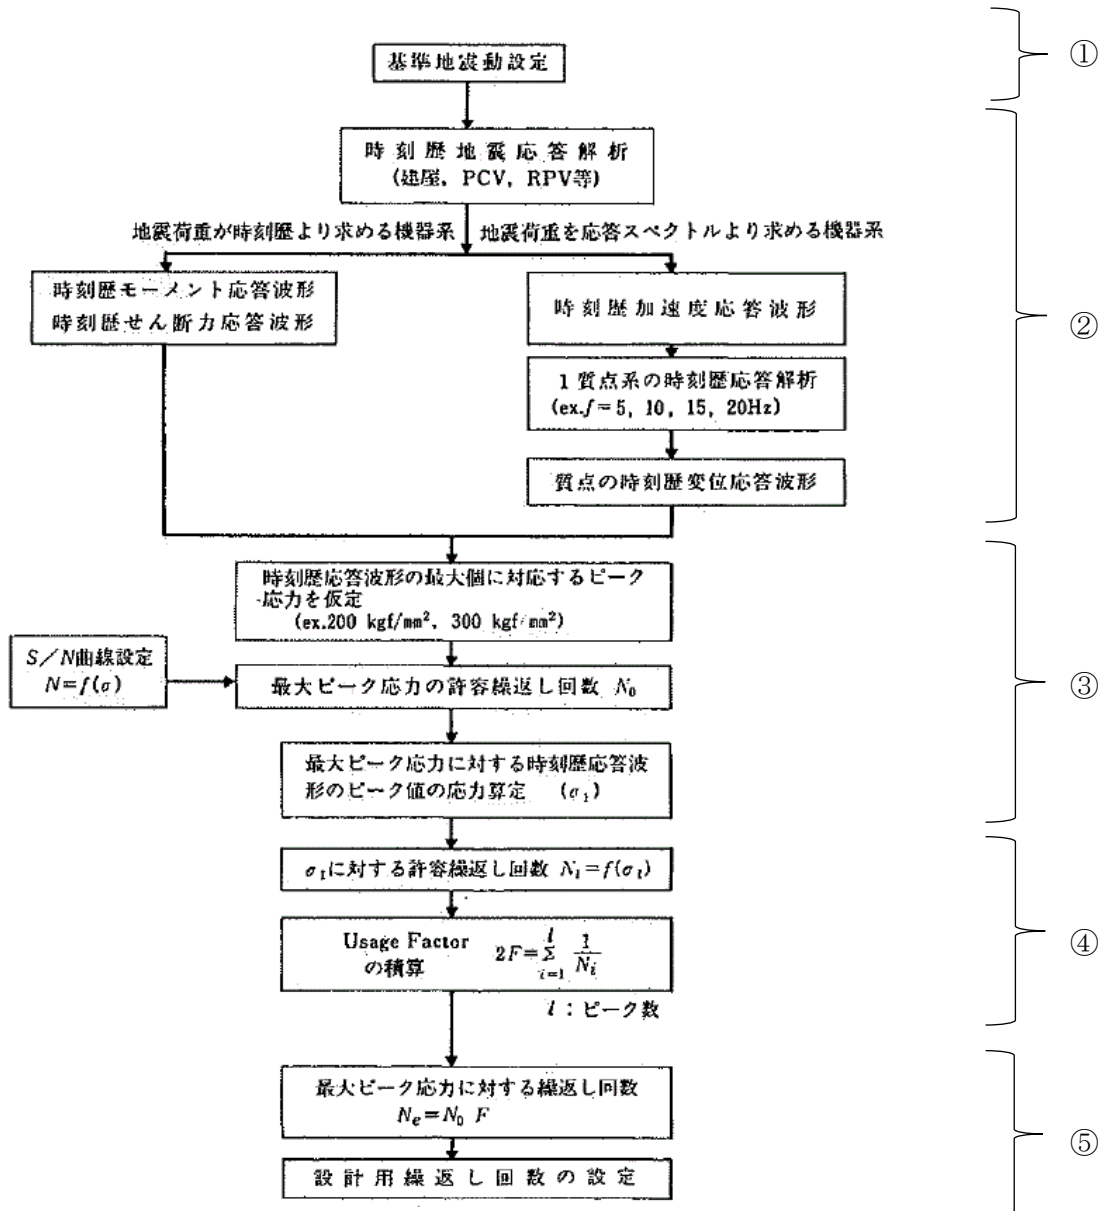 基準地震動設定
①
時刻歴地震応答解析
(建屋, PCV, RPV等)
地震荷重が時刻歴より求める機器系
地震荷重を応答スペクトルより求める機器系
時刻歴モーメント応答波形
時刻歴せん断力応答波形
時刻歴加速度応答波形
②
1質点系の時刻歴応答解析
(ex.f=5, 10, 15, 20Hz)
質点の時刻歴変位応答波形
時刻歴応答波形の最大個に対応するピーク
応力を仮定
(ex.200 kgf/mm², 300 kgf/mm²)
S/N曲線設定
N=f(σ)
最大ピーク応力の許容繰返し回数 N₀
③
最大ピーク応力に対する時刻歴応答波
形のピーク値の応力算定 (σ₁)
σ₁に対する許容繰返し回数 Nᵢ=f(σᵢ)
Usage Factor
の積算
2F=Σ 1/Nᵢ
l
i=1
④
l:ピーク数
最大ピーク応力に対する繰返し回数
Nₑ=N₀ F
⑤
設計用繰返し回数の設定